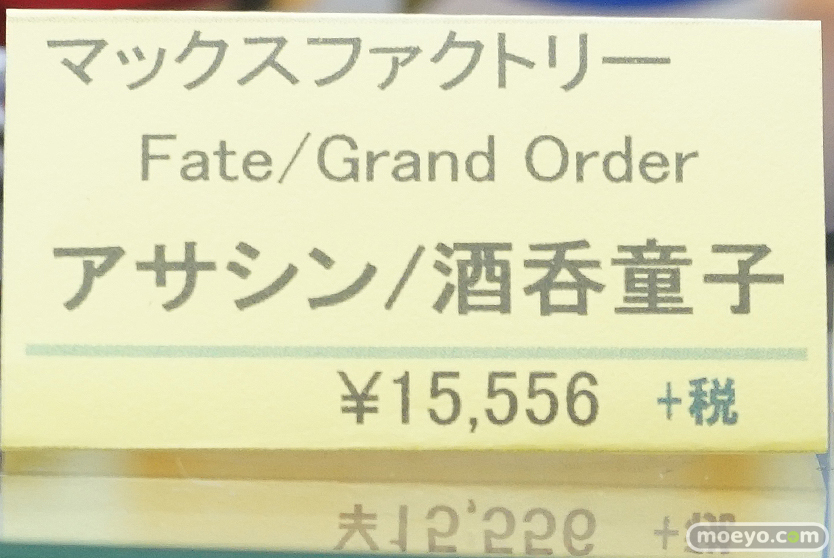 マックスファクトリー
Fate/Grand Order
アサシン/酒呑童子
¥15,556 +税
moeyo.com